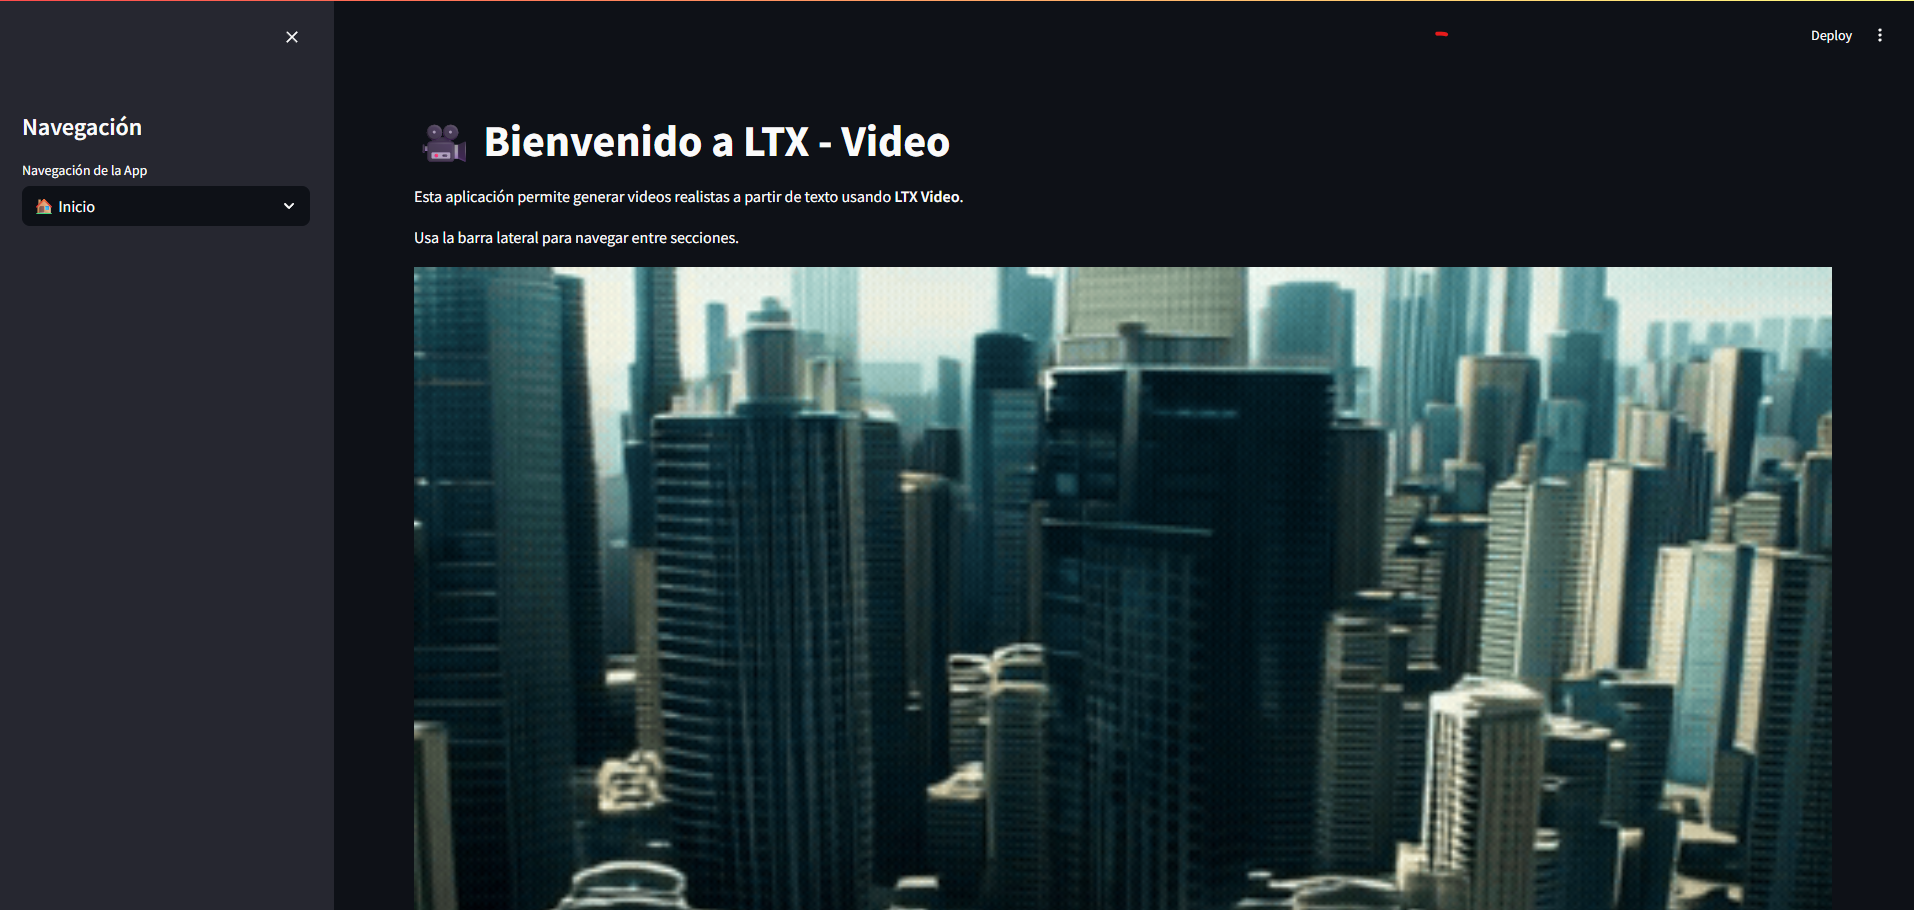 Deploy
Navegación
Navegación de la App
Inicio
Bienvenido a LTX - Video
Esta aplicación permite generar videos realistas a partir de texto usando LTX Video.
Usa la barra lateral para navegar entre secciones.